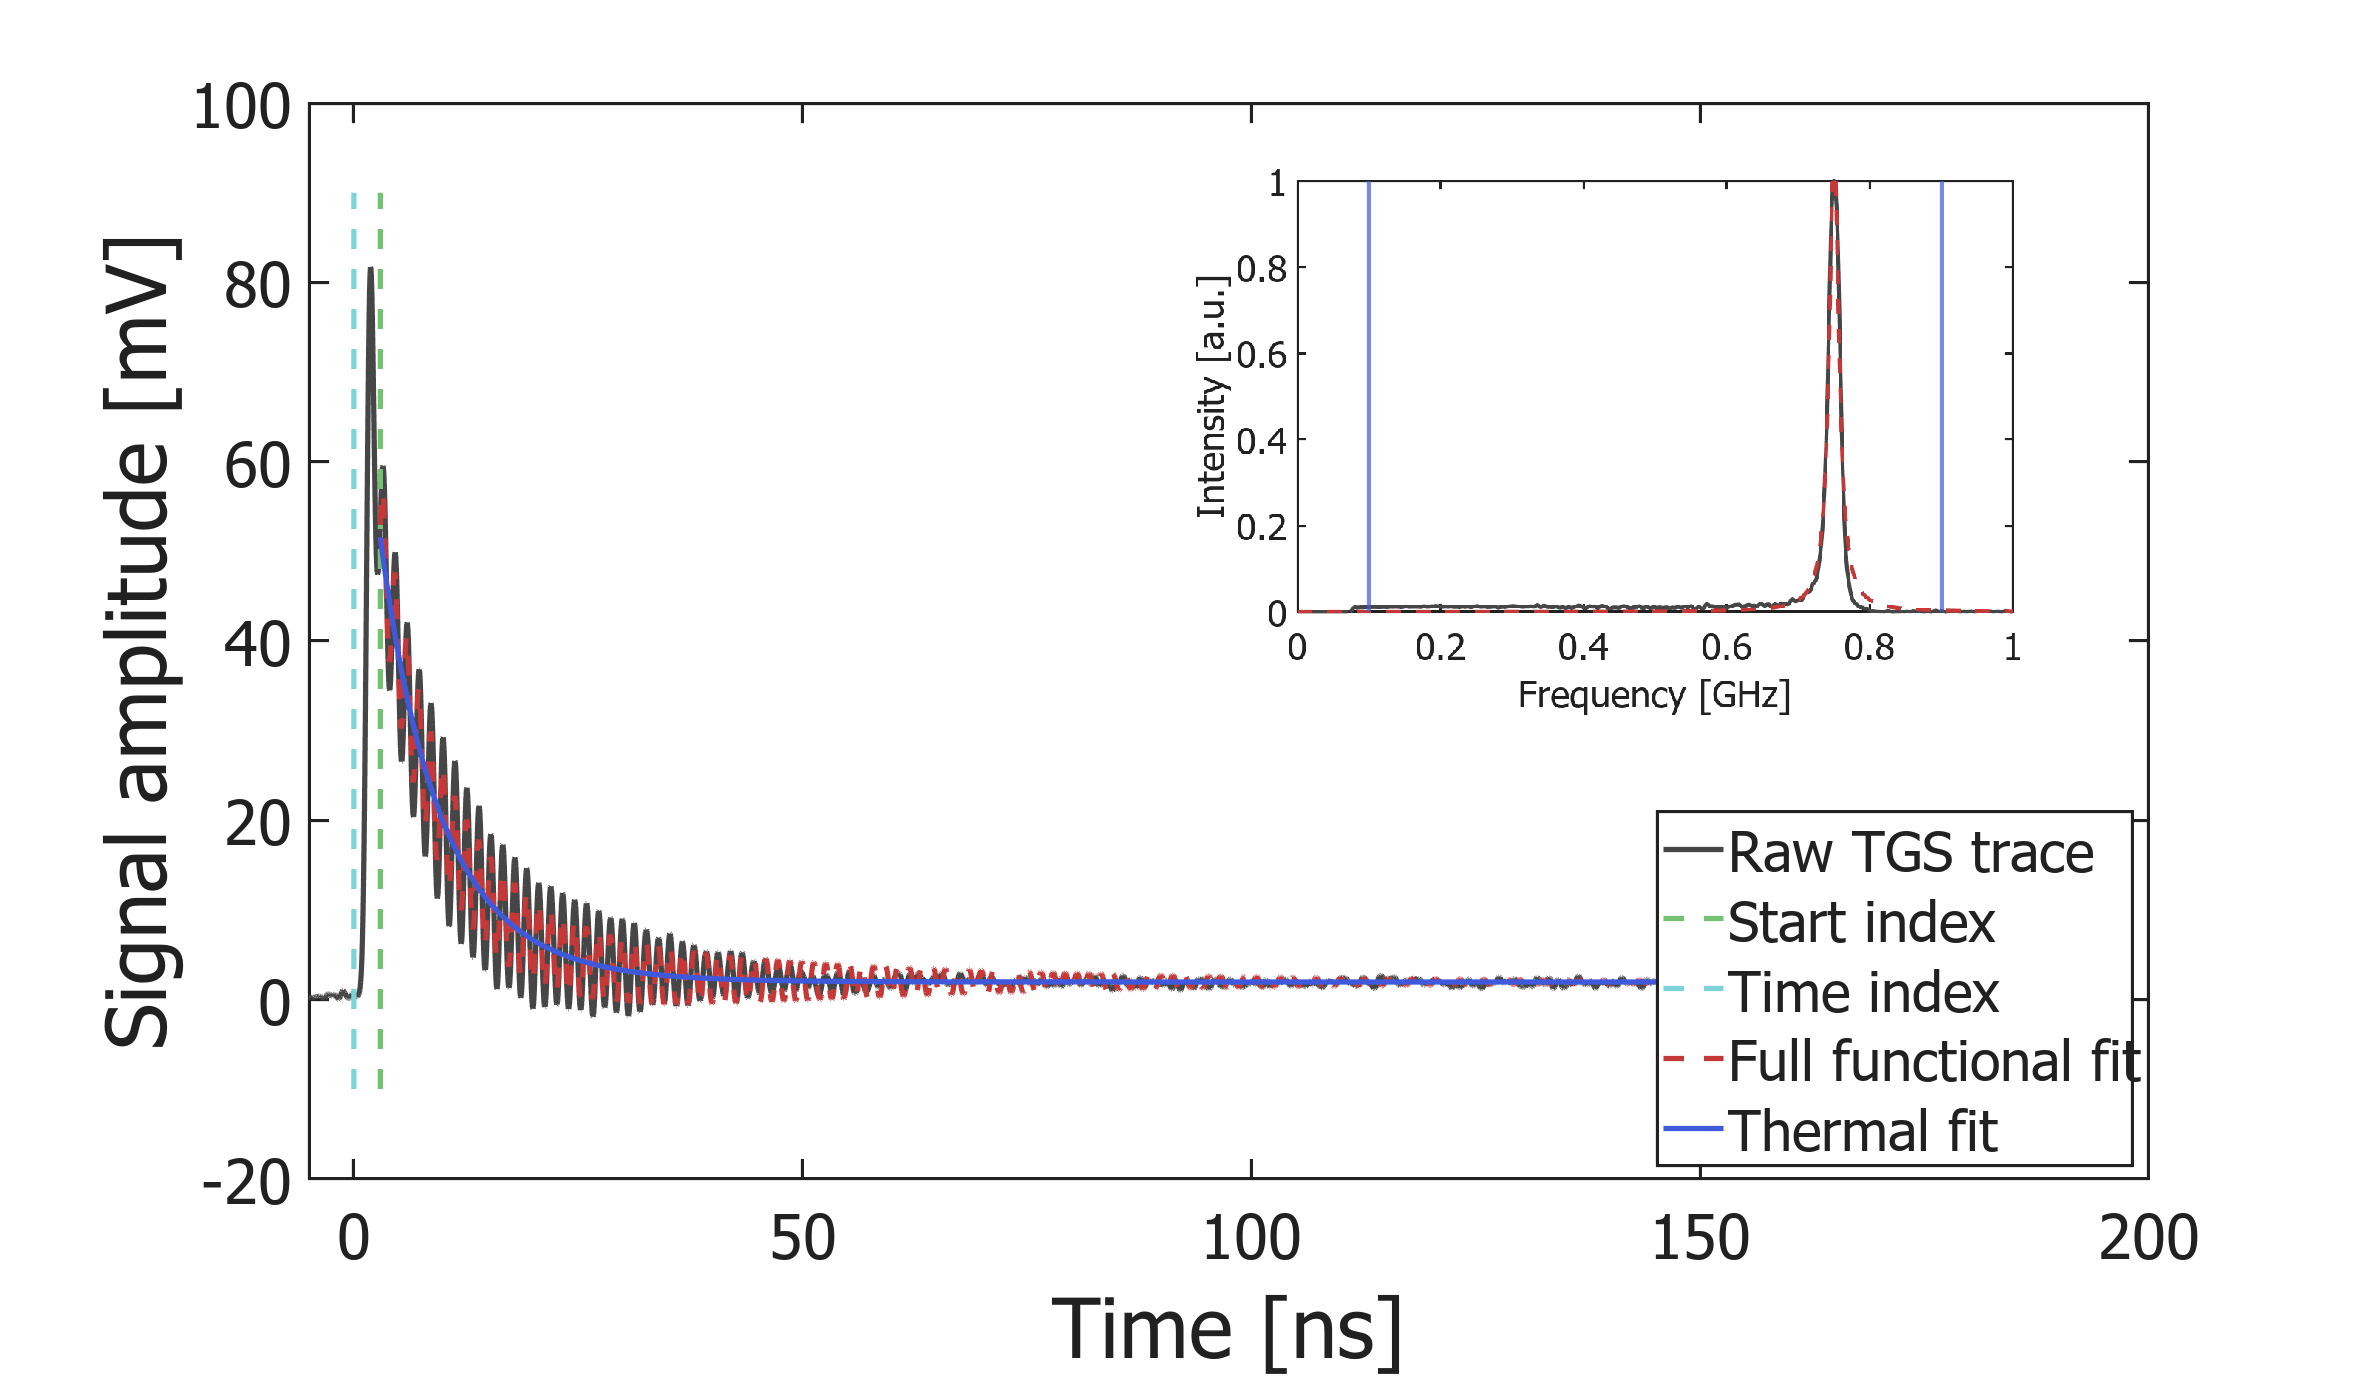 100
80
60
40
20
0
-20
Signal amplitude [mV]
0
50
100
150
200
Time [ns]
1
0.8
0.6
0.4
0.2
0
Intensity [a.u.]
0
0.2
0.4
0.6
0.8
1
Frequency [GHz]
Raw TGS trace
Start index
Time index
Full functional fit
Thermal fit